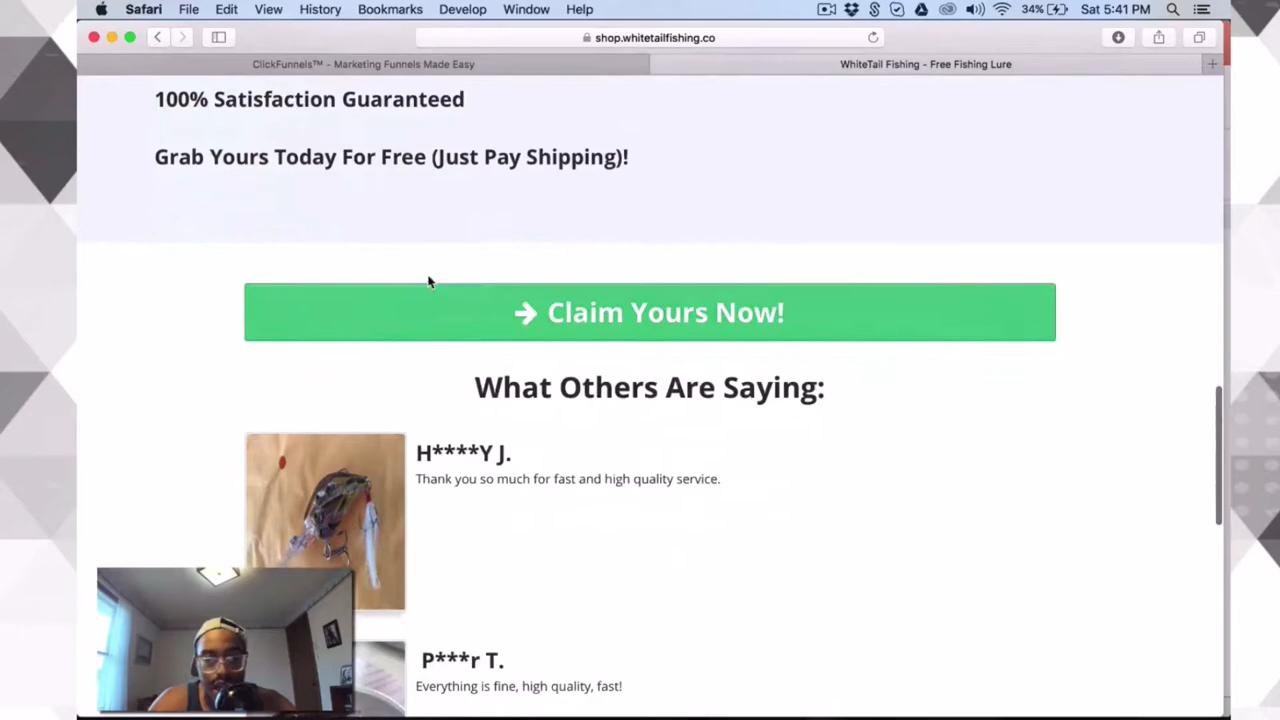 Safari File Edit View History Bookmarks Develop Window Help 34% Sat 5:41 PM
shop.whitetailfishing.co
ClickFunnels™ - Marketing Funnels Made Easy WhiteTail Fishing - Free Fishing Lure
100% Satisfaction Guaranteed
Grab Yours Today For Free (Just Pay Shipping)!
Claim Yours Now!
What Others Are Saying:
H****Y J.
Thank you so much for fast and high quality service.
P***r T.
Everything is fine, high quality, fast!